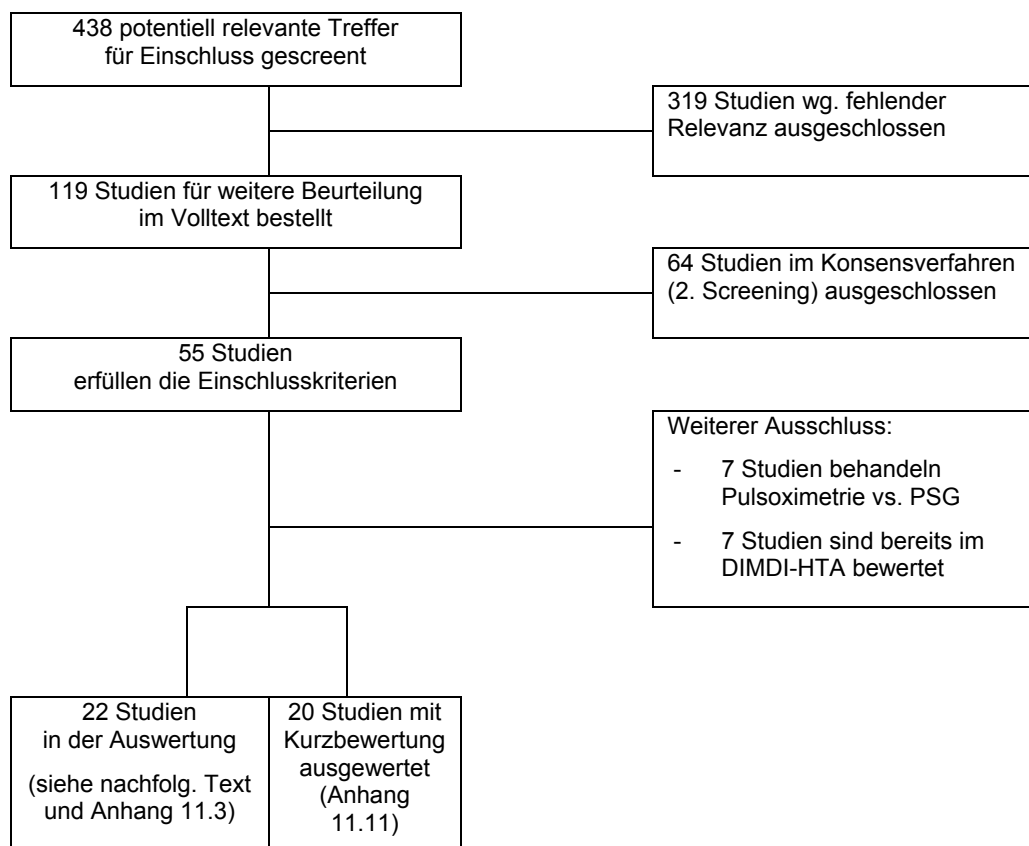 438 potentiell relevante Treffer
für Einschluss gescreent
319 Studien wg. fehlender
Relevanz ausgeschlossen
119 Studien für weitere Beurteilung
im Volltext bestellt
64 Studien im Konsensverfahren
(2. Screening) ausgeschlossen
55 Studien
erfüllen die Einschlusskriterien
Weiterer Ausschluss:
- 7 Studien behandeln
Pulsoximetrie vs. PSG
- 7 Studien sind bereits im
DIMDI-HTA bewertet
22 Studien
in der Auswertung
(siehe nachfolg. Text
und Anhang 11.3)
20 Studien mit
Kurzbewertung
ausgewertet
(Anhang
11.11)